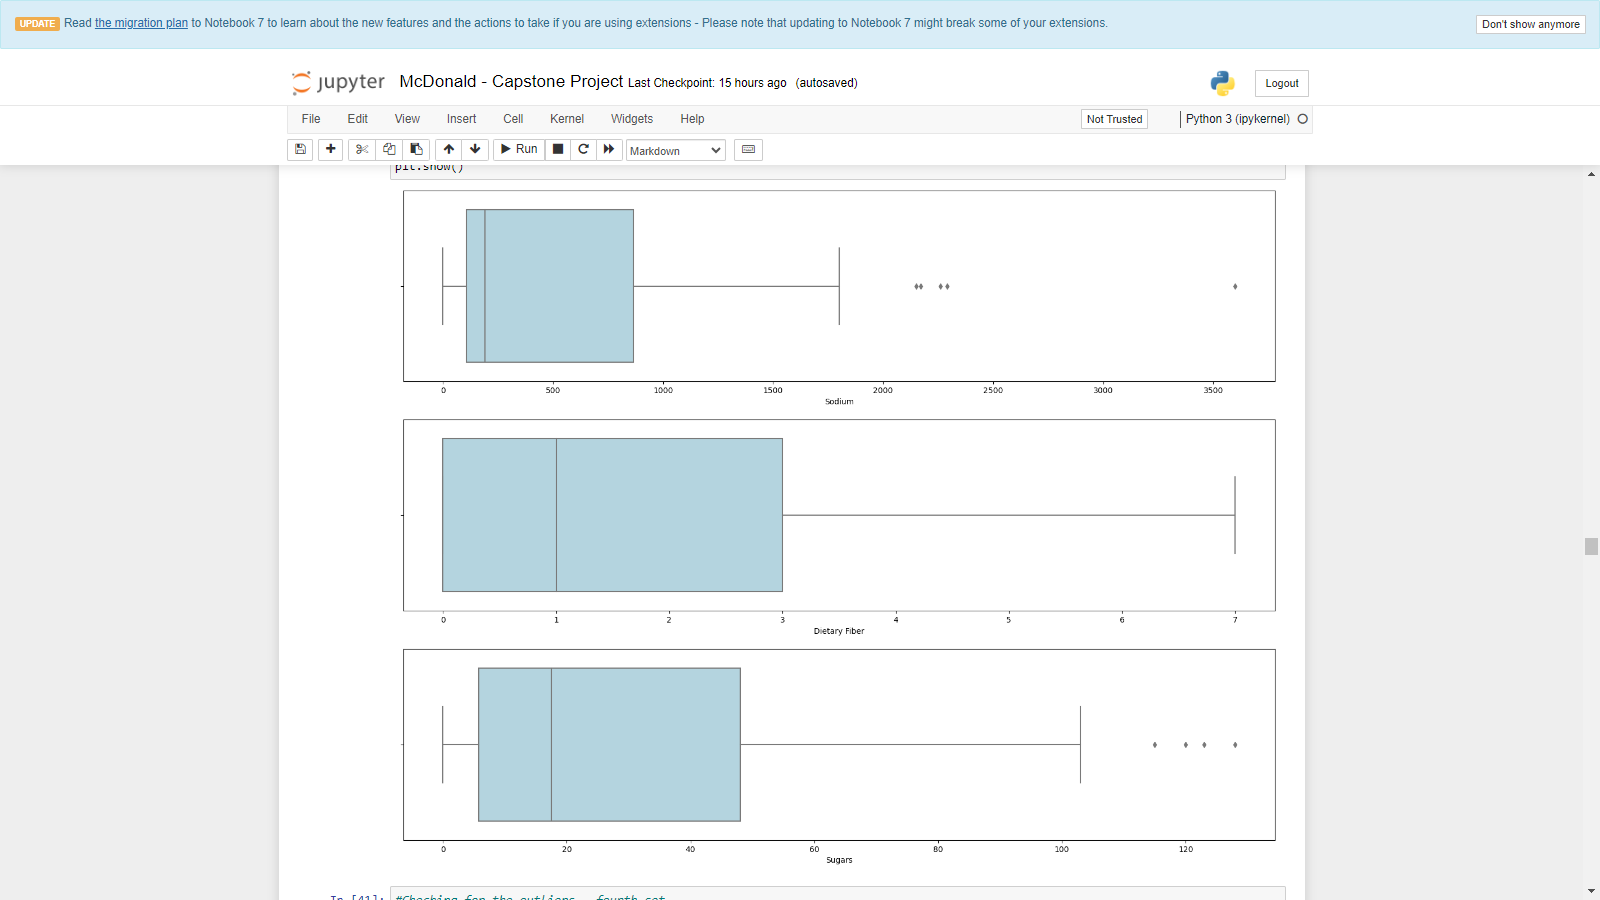 UPDATE Read the migration plan to Notebook 7 to learn about the new features and the actions to take if you are using extensions - Please note that updating to Notebook 7 might break some of your extensions. Don't show anymore
jupyter McDonald - Capstone Project Last Checkpoint: 15 hours ago (autosaved) Logout
File Edit View Insert Cell Kernel Widgets Help Not Trusted Python 3 (ipykernel)
Run Markdown
plt.show()
0 500 1000 1500 2000 2500 3000 3500
Sodium
0 1 2 3 4 5 6 7
Dietary Fiber
0 20 40 60 80 100 120
Sugars
In [41]: #Checking for the outliers - fourth set